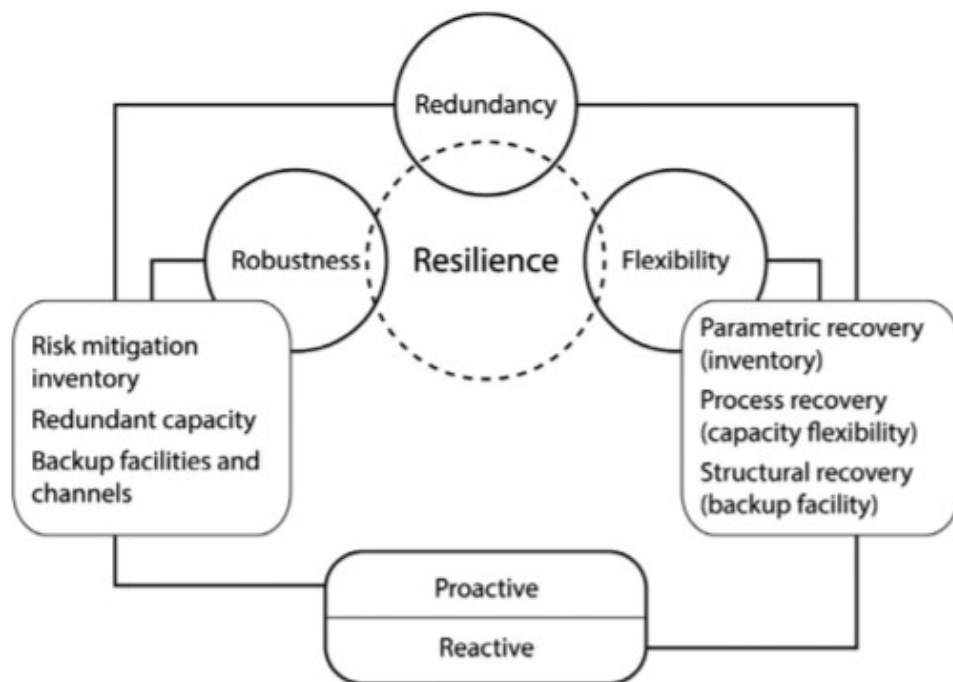 Redundancy
Robustness
Resilience
Flexibility
Risk mitigation
inventory
Redundant capacity
Backup facilities and
channels
Parametric recovery
(inventory)
Process recovery
(capacity flexibility)
Structural recovery
(backup facility)
Proactive
Reactive